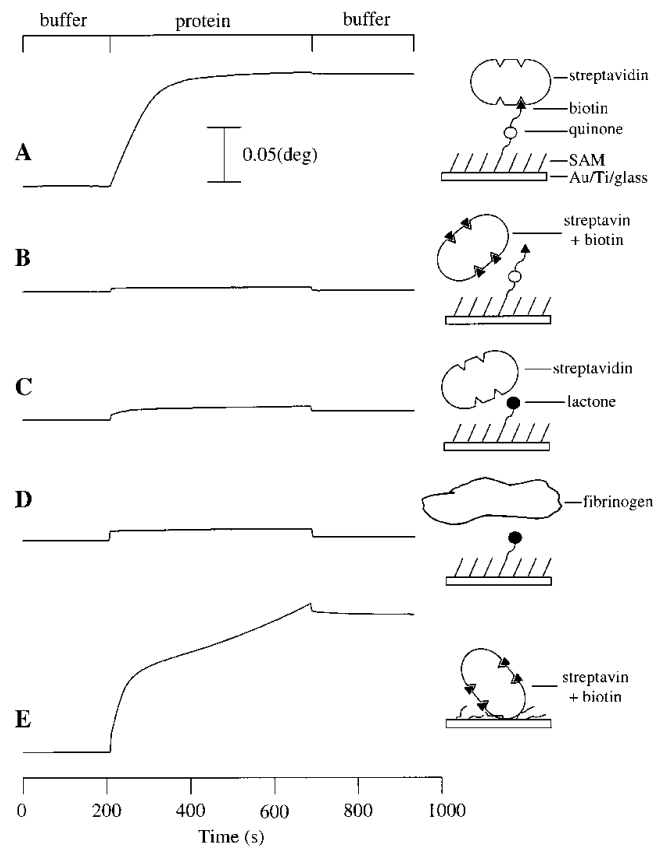 buffer protein buffer
A
0.05(deg)
streptavidin
biotin
quinone
SAM
Au/Ti/glass
B
streptavin
+ biotin
C
streptavidin
lactone
D
fibrinogen
E
streptavin
+ biotin
0 200 400 600 800 1000
Time (s)